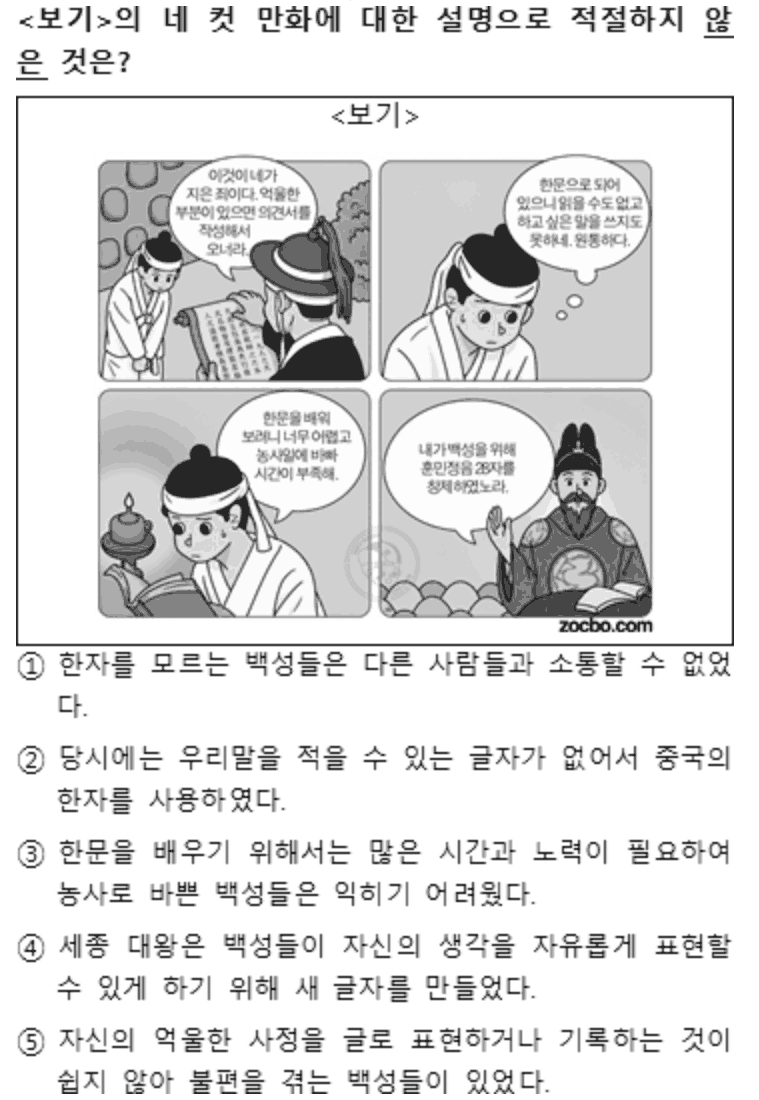 <보기>의 네 컷 만화에 대한 설명으로 적절하지 않
은 것은?
<보기>
이것이 네가
지은 죄이다. 억울한
부분이 있으면 의견서를
작성해서
오너라.
한문으로 되어
있으니 읽을 수도 없고
하고 싶은 말을 쓰지도
못하네. 원통하다.
한문을 배워
보려니 너무 어렵고
농사일에 바빠
시간이 부족해.
내가 백성을 위해
훈민정음 28자를
창제하였노라.
zocbo.com
① 한자를 모르는 백성들은 다른 사람들과 소통할 수 없었
다.
② 당시에는 우리말을 적을 수 있는 글자가 없어서 중국의
한자를 사용하였다.
③ 한문을 배우기 위해서는 많은 시간과 노력이 필요하여
농사로 바쁜 백성들은 익히기 어려웠다.
④ 세종 대왕은 백성들이 자신의 생각을 자유롭게 표현할
수 있게 하기 위해 새 글자를 만들었다.
⑤ 자신의 억울한 사정을 글로 표현하거나 기록하는 것이
쉽지 않아 불편을 겪는 백성들이 있었다.